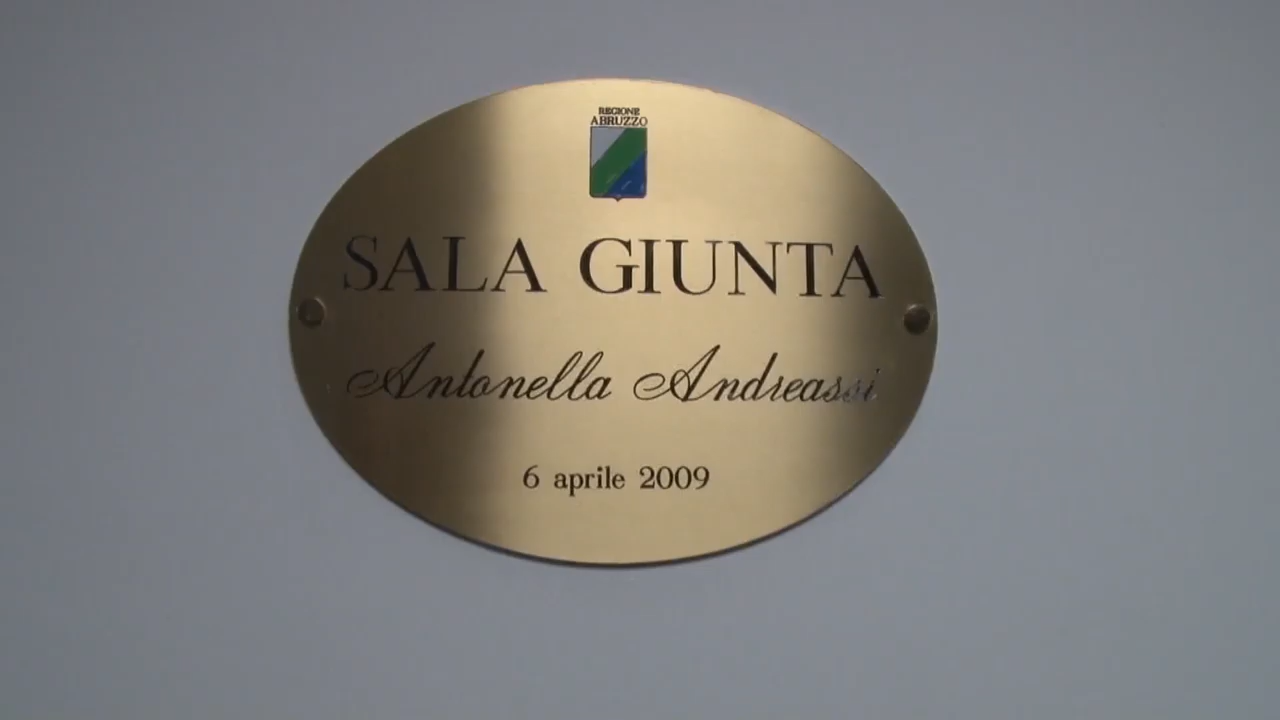 REGIONE
ABRUZZO
SALA GIUNTA
Antonella Andreassi
6 aprile 2009